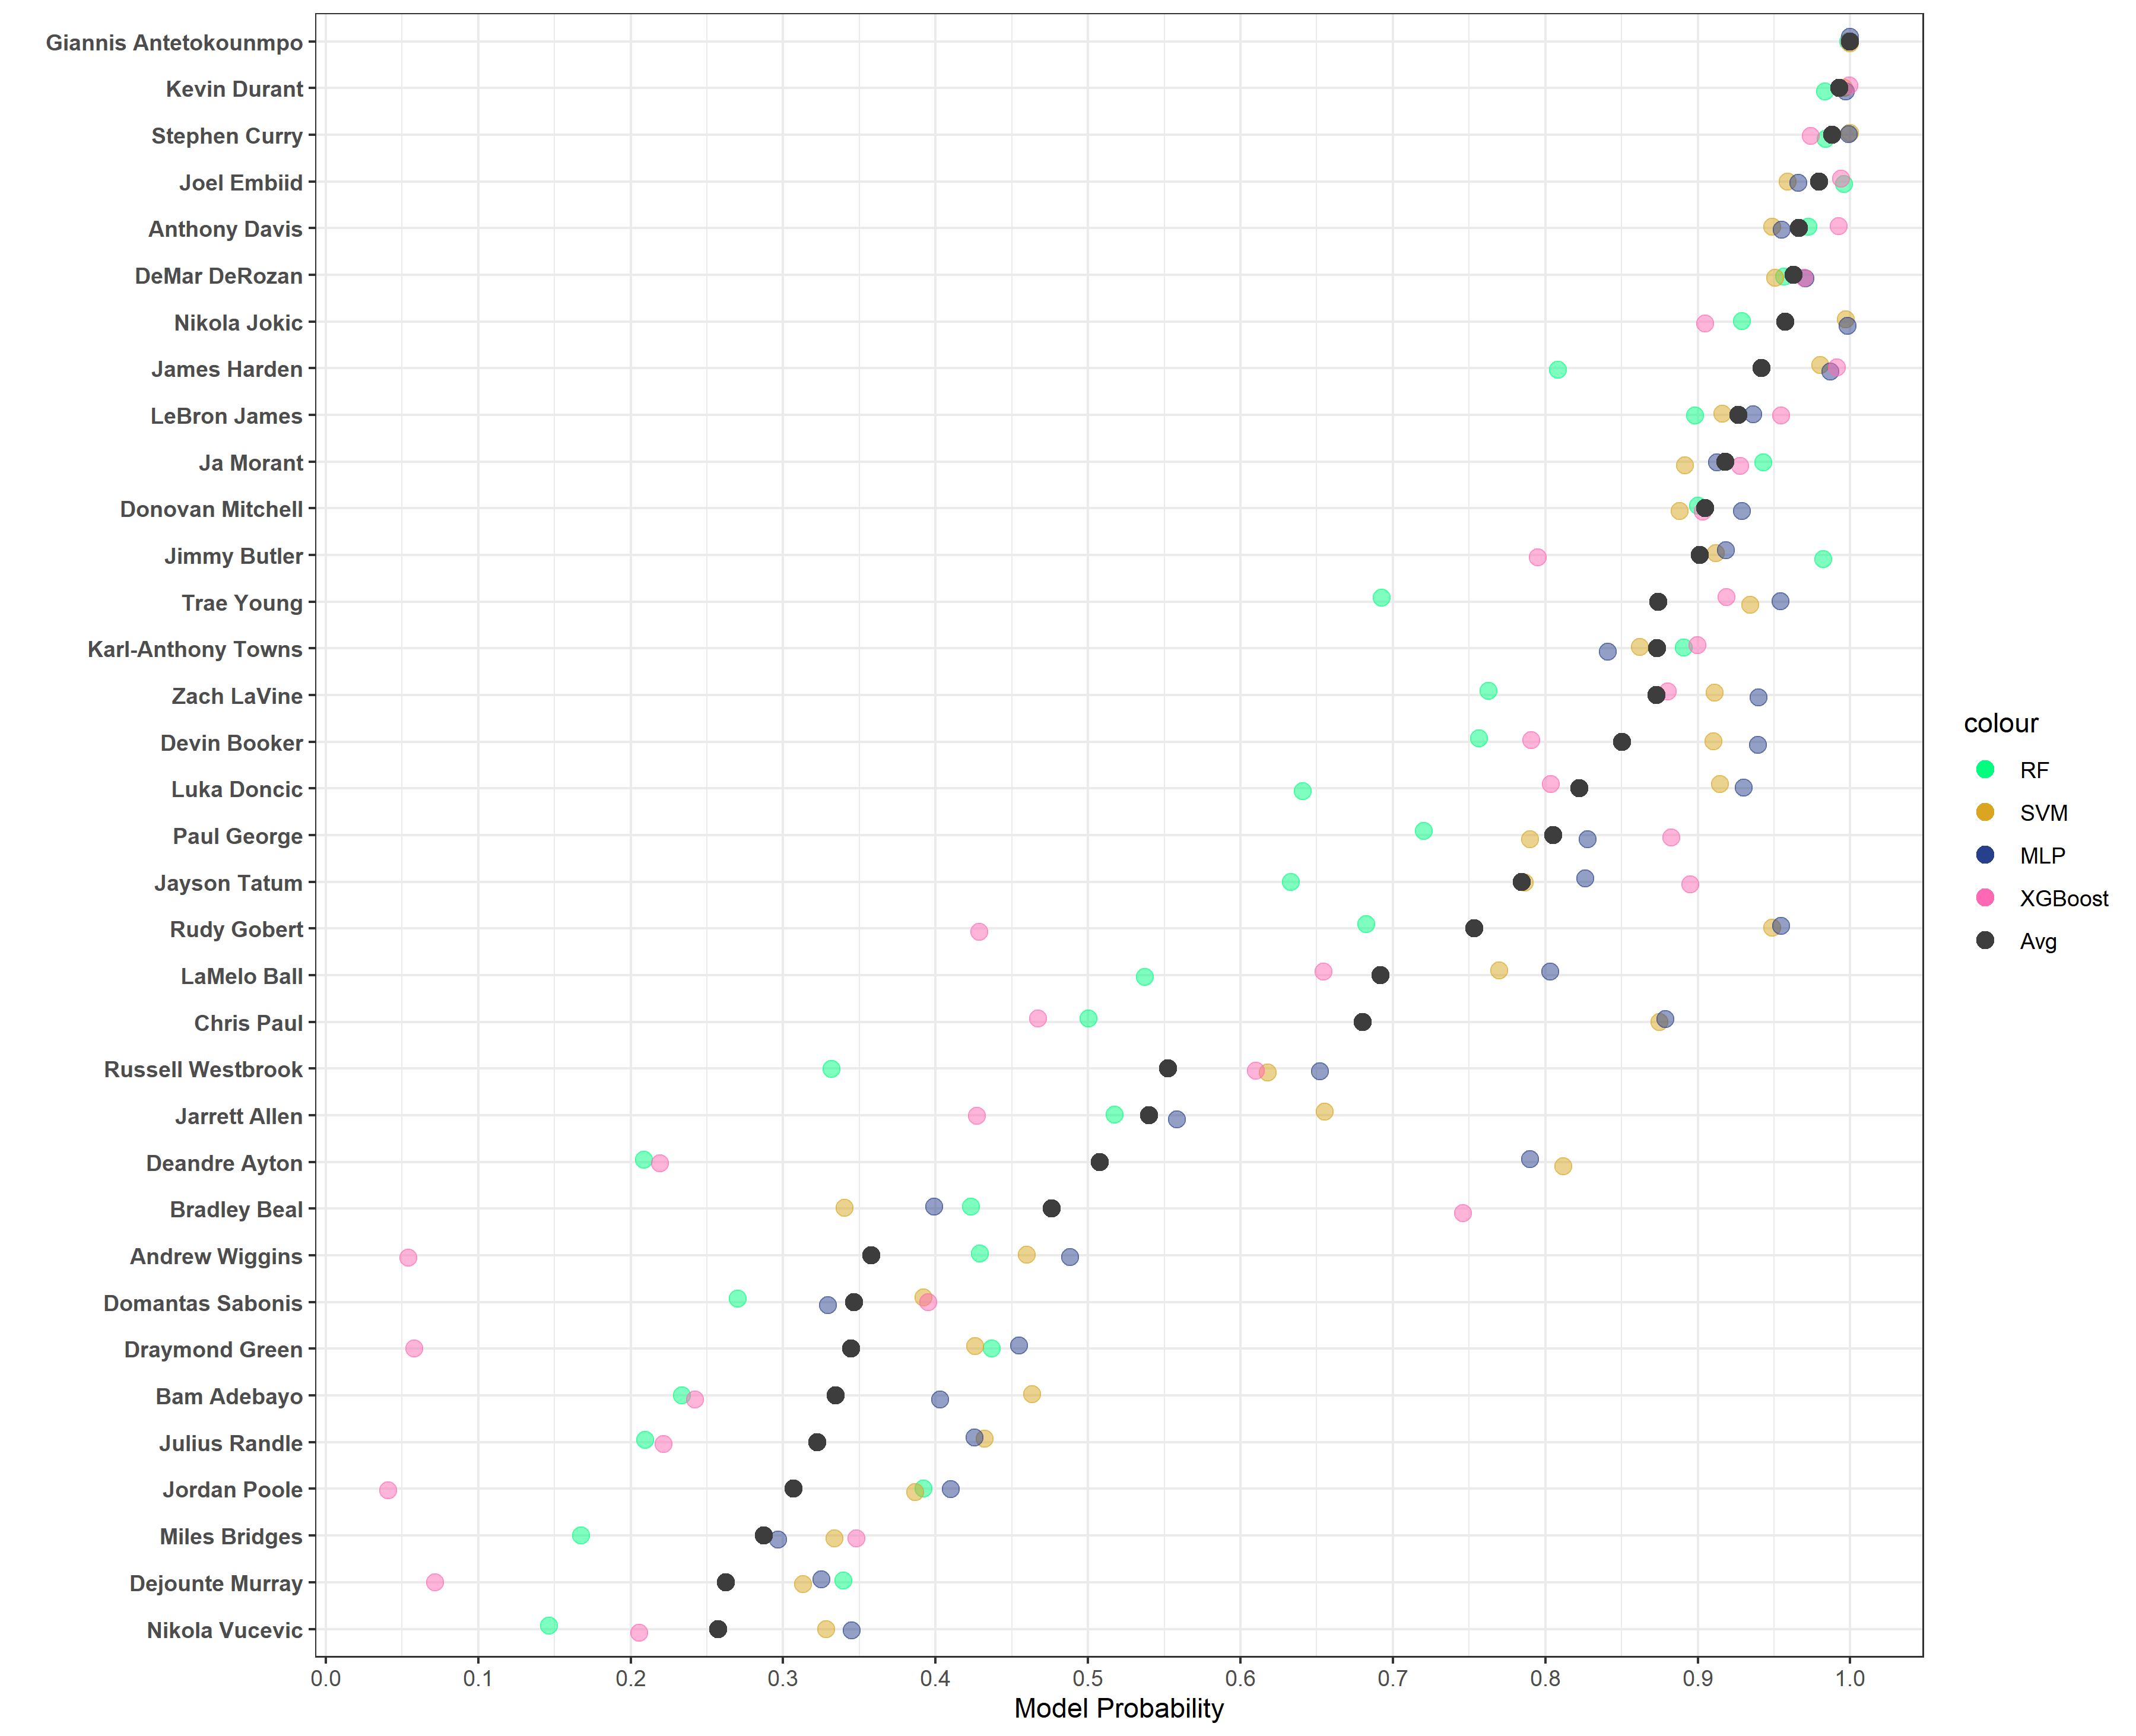 Giannis Antetokounmpo
Kevin Durant
Stephen Curry
Joel Embiid
Anthony Davis
DeMar DeRozan
Nikola Jokic
James Harden
LeBron James
Ja Morant
Donovan Mitchell
Jimmy Butler
Trae Young
Karl-Anthony Towns
Zach LaVine
Devin Booker
Luka Doncic
Paul George
Jayson Tatum
Rudy Gobert
LaMelo Ball
Chris Paul
Russell Westbrook
Jarrett Allen
Deandre Ayton
Bradley Beal
Andrew Wiggins
Domantas Sabonis
Draymond Green
Bam Adebayo
Julius Randle
Jordan Poole
Miles Bridges
Dejounte Murray
Nikola Vucevic
0.0 0.1 0.2 0.3 0.4 0.5 0.6 0.7 0.8 0.9 1.0
Model Probability
colour
RF
SVM
MLP
XGBoost
Avg